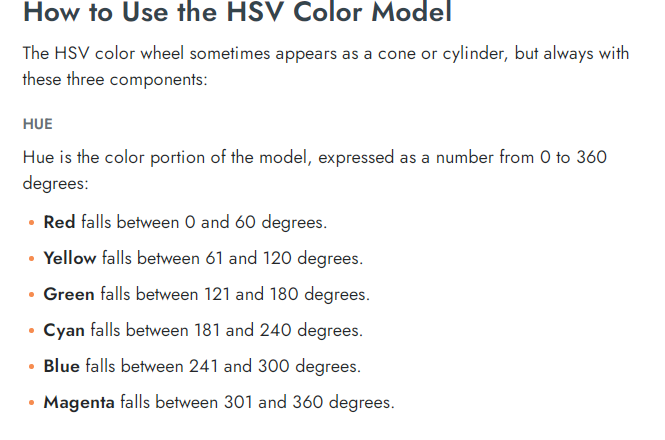 How to Use the HSV Color Model
The HSV color wheel sometimes appears as a cone or cylinder, but always with
these three components:
HUE
Hue is the color portion of the model, expressed as a number from 0 to 360
degrees:
• Red falls between 0 and 60 degrees.
• Yellow falls between 61 and 120 degrees.
• Green falls between 121 and 180 degrees.
• Cyan falls between 181 and 240 degrees.
• Blue falls between 241 and 300 degrees.
• Magenta falls between 301 and 360 degrees.